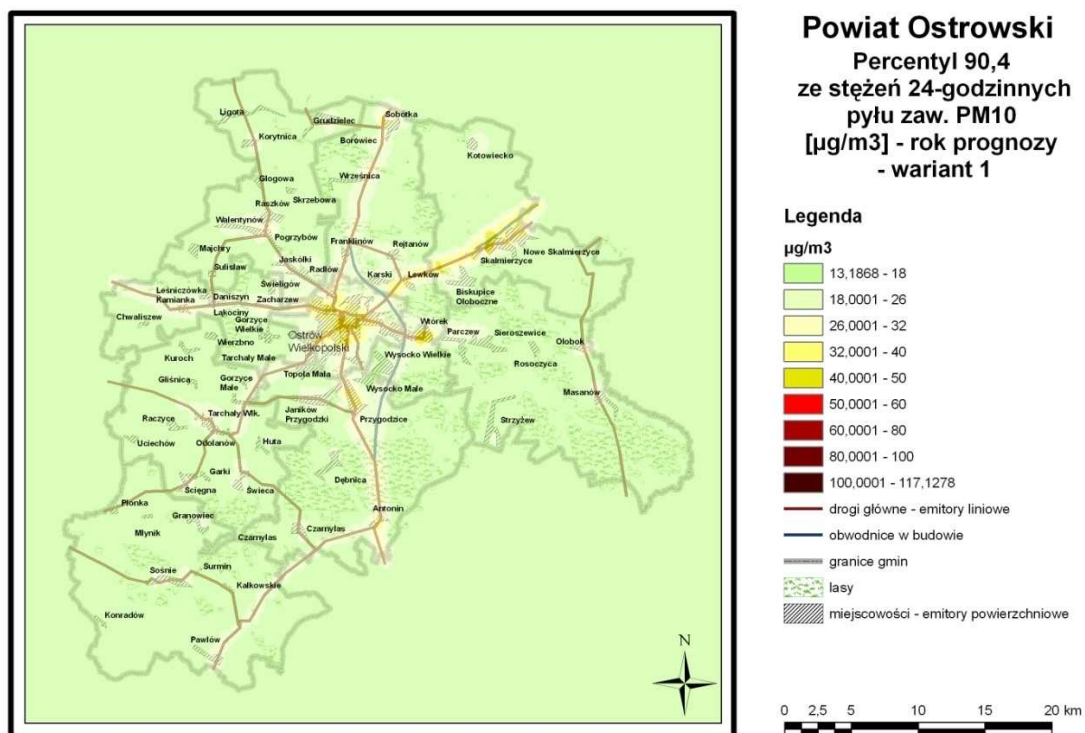 Powiat Ostrowski
Percentyl 90,4
ze stężeń 24-godzinnych
pyłu zaw. PM10
[µg/m3] - rok prognozy
- wariant 1
Legenda
µg/m3
13,1868 - 18
18,0001 - 26
26,0001 - 32
32,0001 - 40
40,0001 - 50
50,0001 - 60
60,0001 - 80
80,0001 - 100
100,0001 - 117,1278
drogi główne - emitory liniowe
obwodnice w budowie
granice gmin
lasy
miejscowości - emitory powierzchniowe
0 2,5 5 10 15 20 km
N
Ligota
Grudzielec
Sobótka
Korytnica
Borowiec
Kotowiecko
Wrześnica
Głogowa
Skrzebowa
Raszków
Walentynów
Pogrzybów
Franklinów
Rejtanów
Majchry
Jaskółki
Skalmierzyce
Nowe Skalmierzyce
Sulisław
Radłów
Karski
Lewków
Leśniczówka
Kamianka
Daniszyn
Świeligów
Zacharzew
Biskupice
Ołoboczne
Chwaliszew
Łąkociny
Gorzyce
Wielkie
Wtórek
Parczew
Sieroszewice
Wierzbno
Ostrów
Wielkopolski
Ołobok
Kuroch
Tarchały Małe
Wysocko Wielkie
Rososzyca
Gliśnica
Gorzyce
Małe
Topola Mała
Wysocko Małe
Masanów
Raczyce
Tarchały Wlk.
Janków
Przygodzki
Przygodzice
Strzyżew
Uciechów
Odolanów
Huta
Garki
Dębnica
Ścięgna
Świeca
Płonka
Granowiec
Antonin
Młynik
Czarnylas
Czarnylas
Sośnie
Surmin
Kałkowskie
Konradów
Pawłów